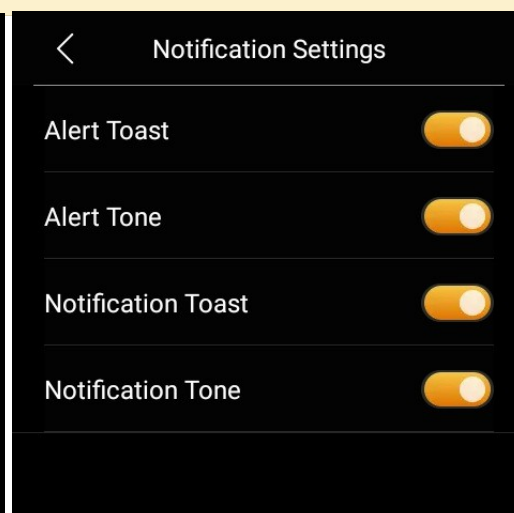 Notification Settings
Alert Toast
Alert Tone
Notification Toast
Notification Tone